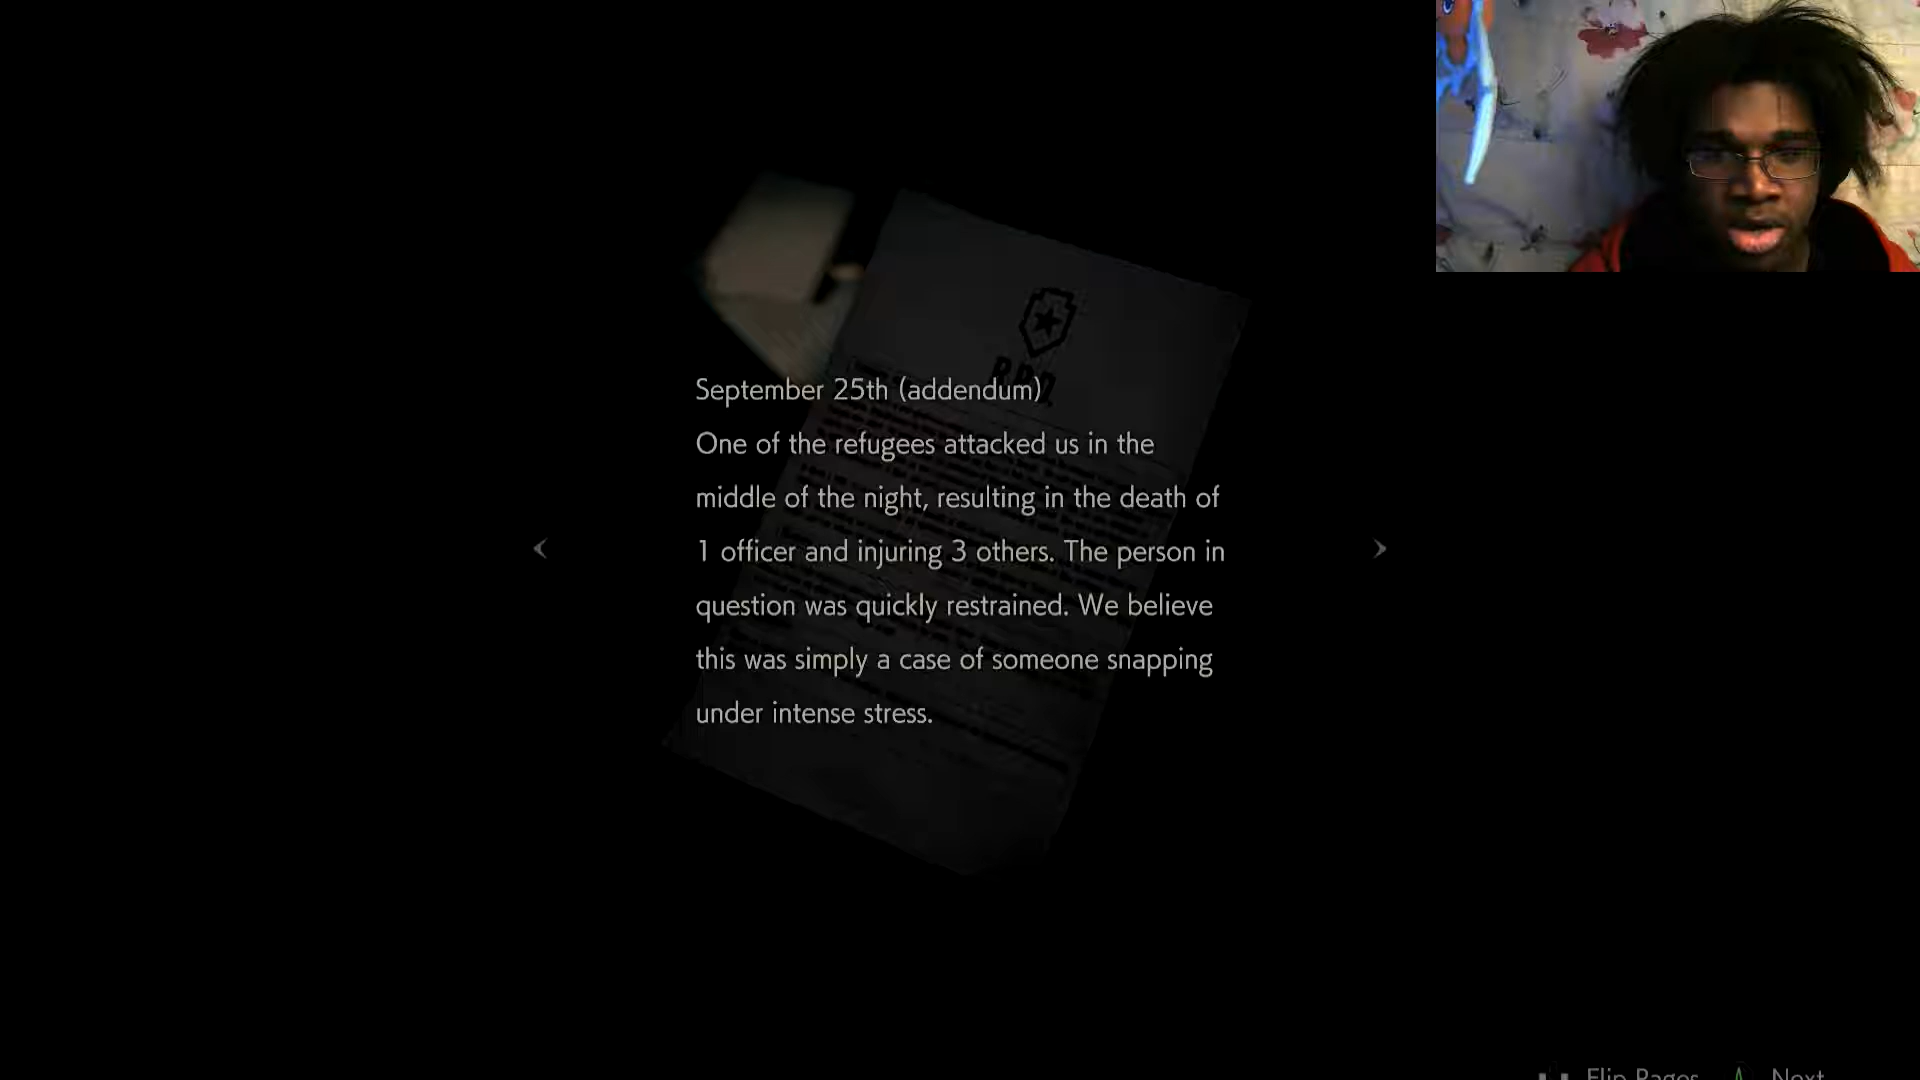 R.P.D.
September 25th (addendum)
One of the refugees attacked us in the
middle of the night, resulting in the death of
1 officer and injuring 3 others. The person in
question was quickly restrained. We believe
this was simply a case of someone snapping
under intense stress.
Flip Pages A Next